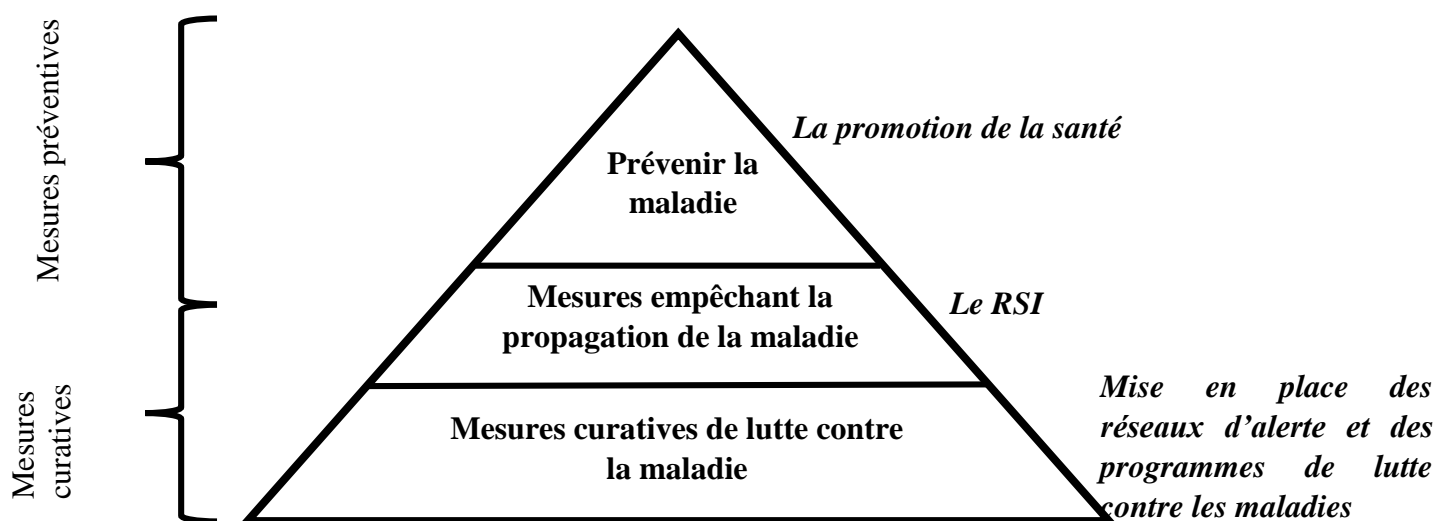 Mesures préventives
La promotion de la santé
Prévenir la
maladie
Mesures empêchant la
propagation de la maladie
Le RSI
Mesures
curatives
Mesures curatives de lutte contre
la maladie
Mise en place des
réseaux d’alerte et des
programmes de lutte
contre les maladies